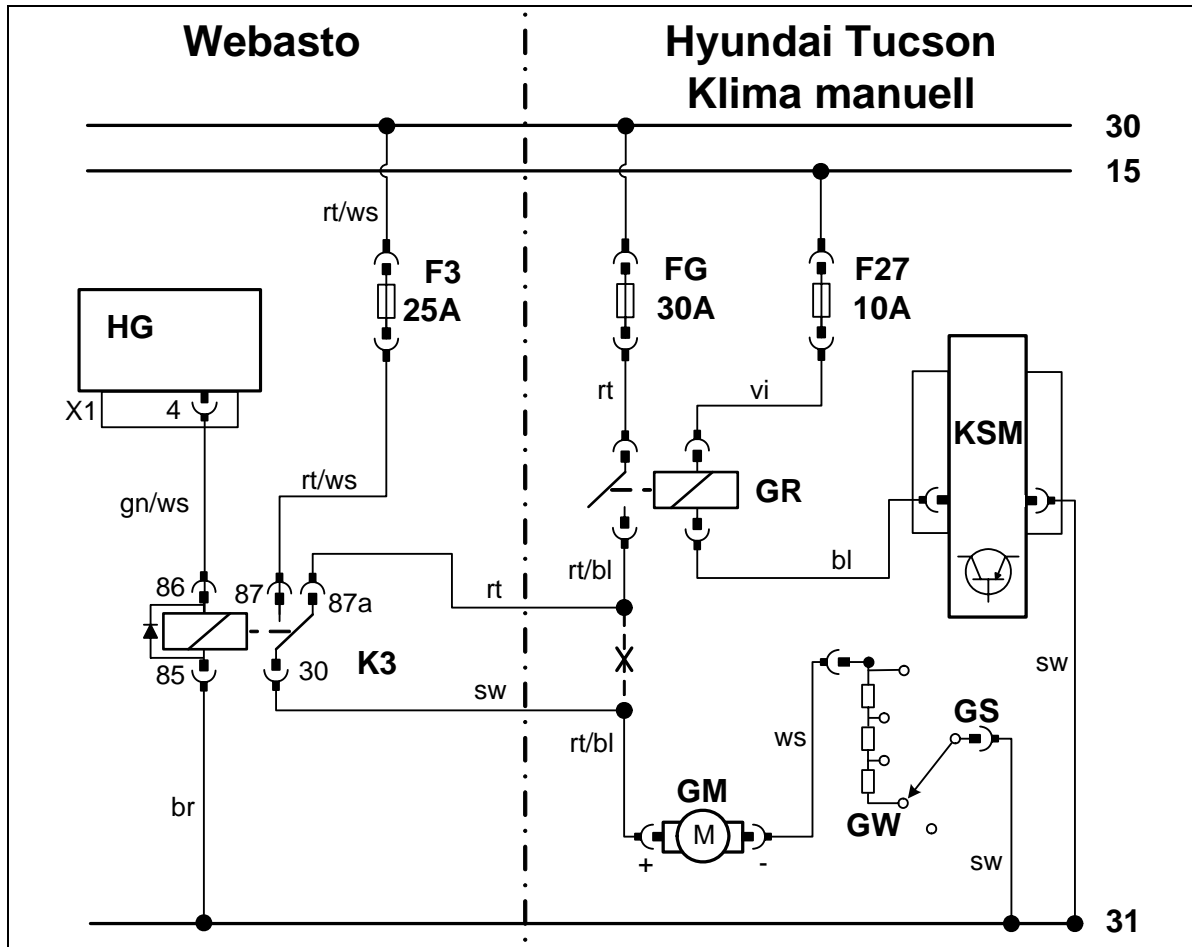 Webasto
Hyundai Tucson
Klima manuell
30
15
rt/ws
F3
25A
FG
30A
F27
10A
HG
X1
4
rt
vi
KSM
rt/ws
gn/ws
GR
bl
86
87
87a
rt
rt/bl
85
30
K3
sw
rt/bl
sw
GS
ws
GM
M
+
-
GW
br
sw
31